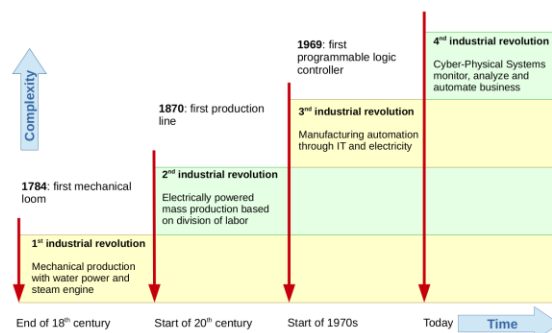 Complexity
1784: first mechanical
loom
1870: first production
line
1969: first
programmable logic
controller
1st industrial revolution
Mechanical production
with water power and
steam engine
2nd industrial revolution
Electrically powered
mass production based
on division of labor
3rd industrial revolution
Manufacturing automation
through IT and electricity
4nd industrial revolution
Cyber-Physical Systems
monitor, analyze and
automate business
End of 18th century
Start of 20th century
Start of 1970s
Today
Time